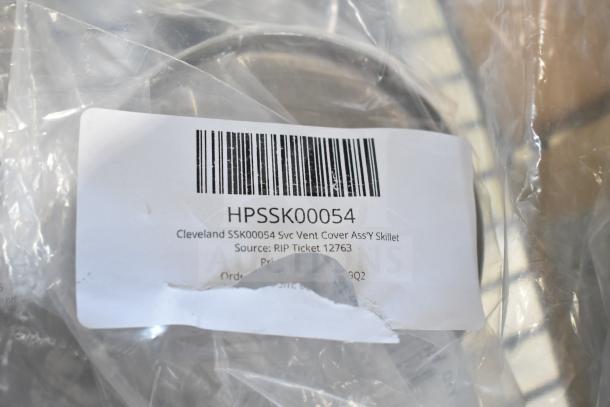 HPSSK00054
Cleveland SSK00054 Svc Vent Cover Ass'Y Skillet
Source: RIP Ticket 12763